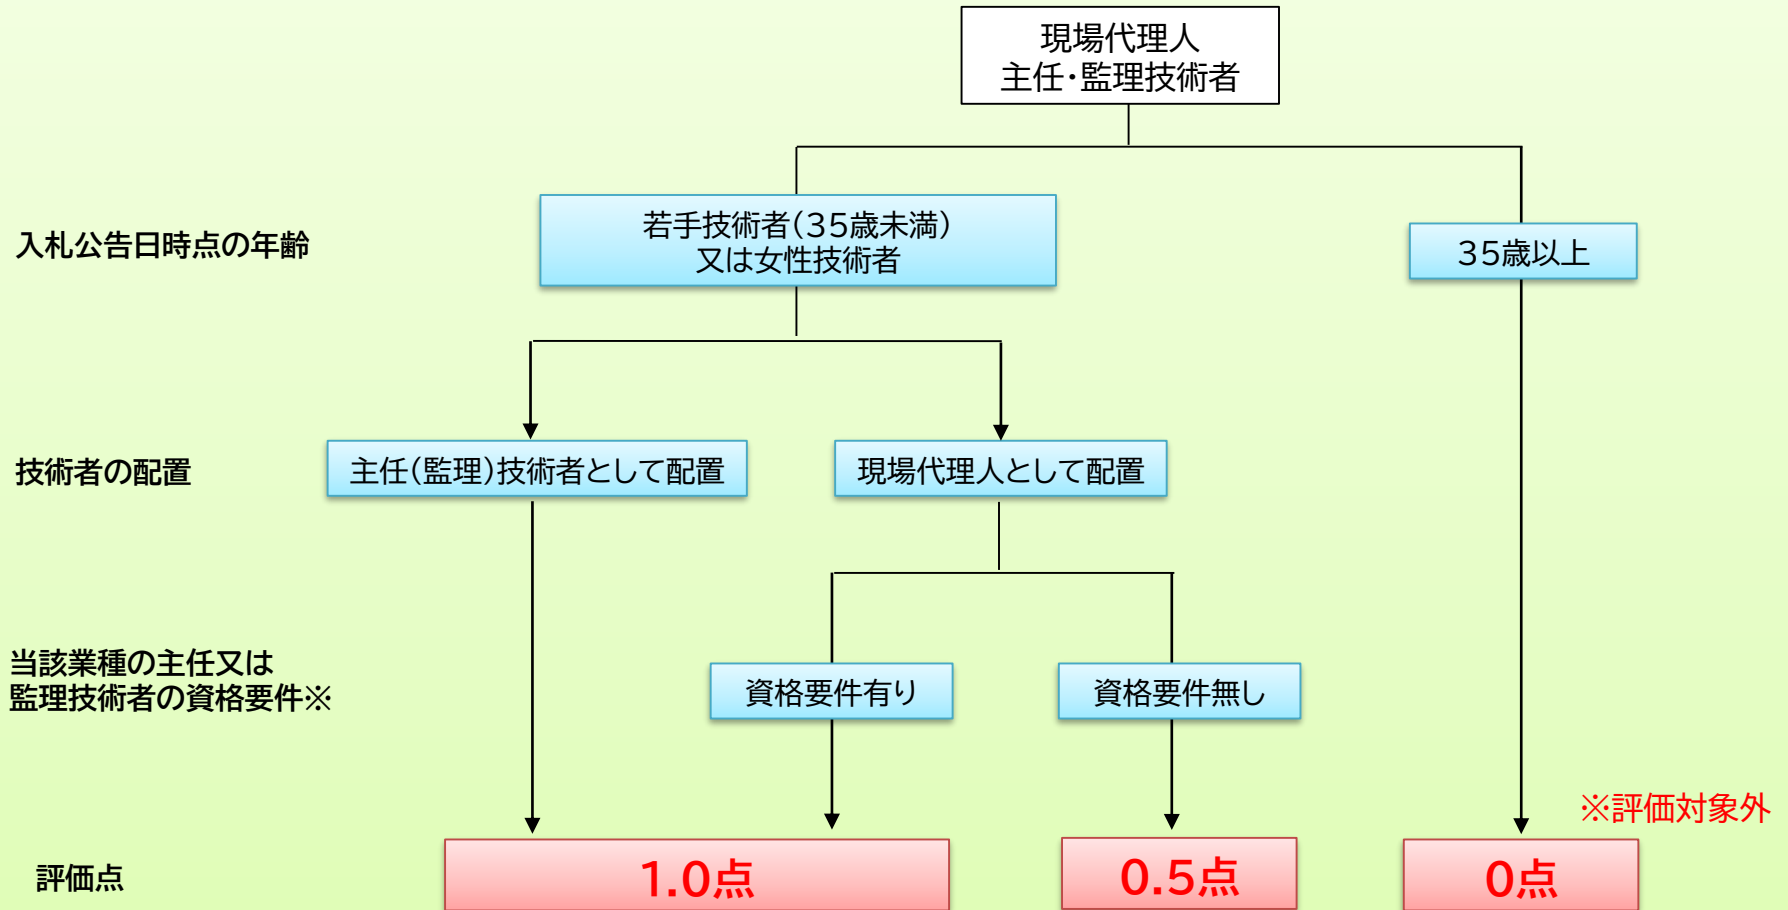 現場代理人
主任・監理技術者
入札公告日時点の年齢
若手技術者(35歳未満)
又は女性技術者
35歳以上
技術者の配置
主任(監理)技術者として配置
現場代理人として配置
当該業種の主任又は
監理技術者の資格要件※
資格要件有り
資格要件無し
※評価対象外
評価点
1.0点
0.5点
0点